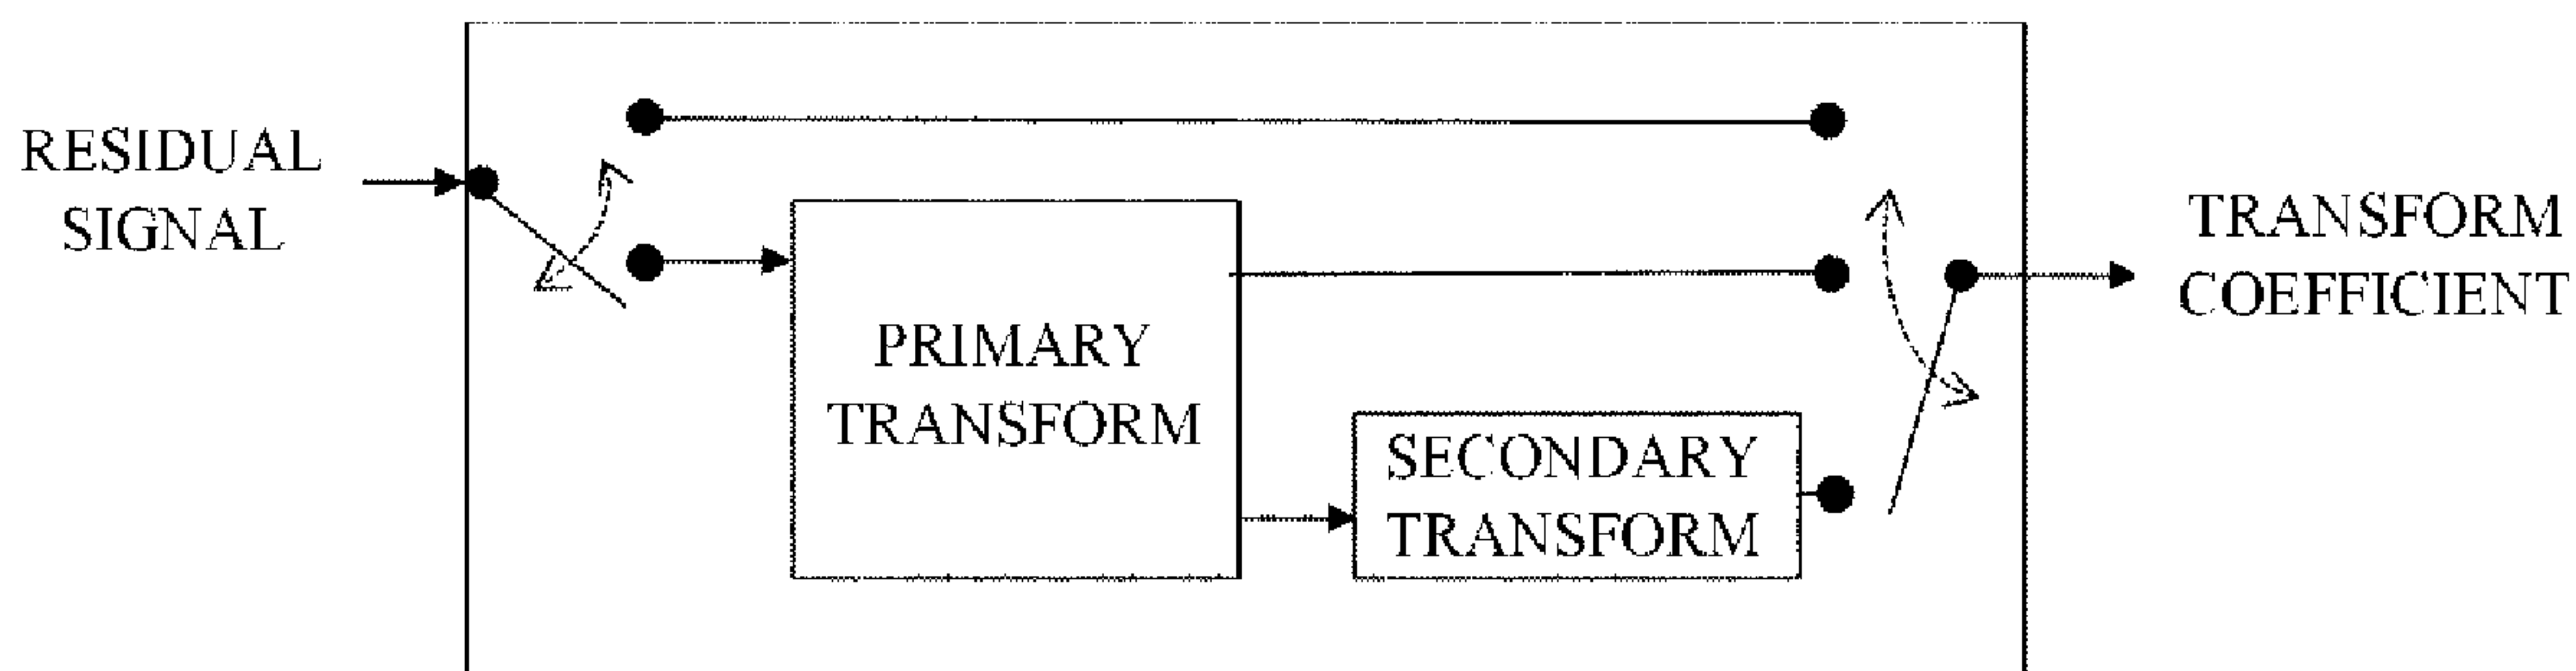 RESIDUAL
SIGNAL
PRIMARY
TRANSFORM
SECONDARY
TRANSFORM
TRANSFORM
COEFFICIENT